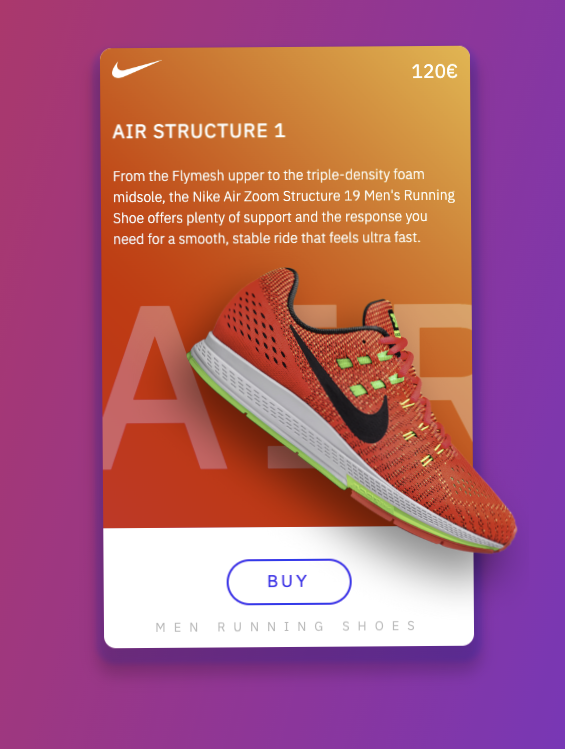 120€
AIR STRUCTURE 1
From the Flymesh upper to the triple-density foam
midsole, the Nike Air Zoom Structure 19 Men's Running
Shoe offers plenty of support and the response you
need for a smooth, stable ride that feels ultra fast.
AIR
BUY
MEN RUNNING SHOES